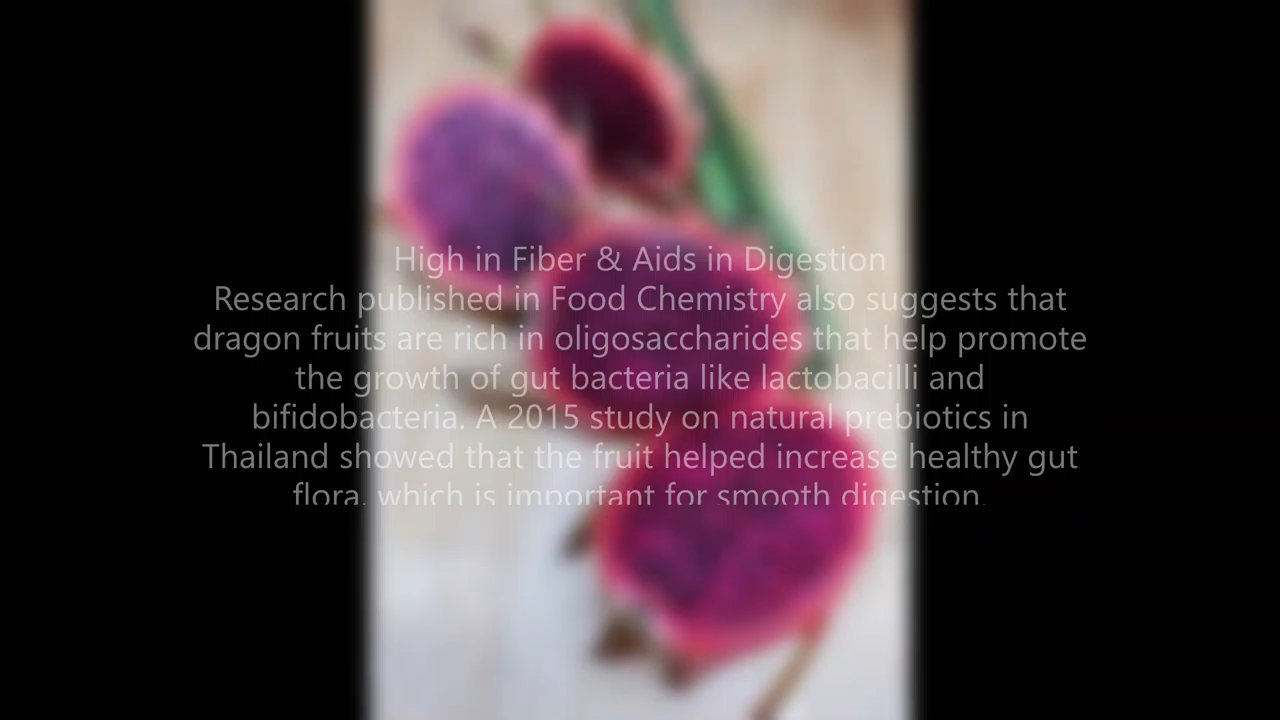 High in Fiber & Aids in Digestion
Research published in Food Chemistry also suggests that
dragon fruits are rich in oligosaccharides that help promote
the growth of gut bacteria like lactobacilli and
bifidobacteria. A 2015 study on natural prebiotics in
Thailand showed that the fruit helped increase healthy gut
flora, which is important for smooth digestion.